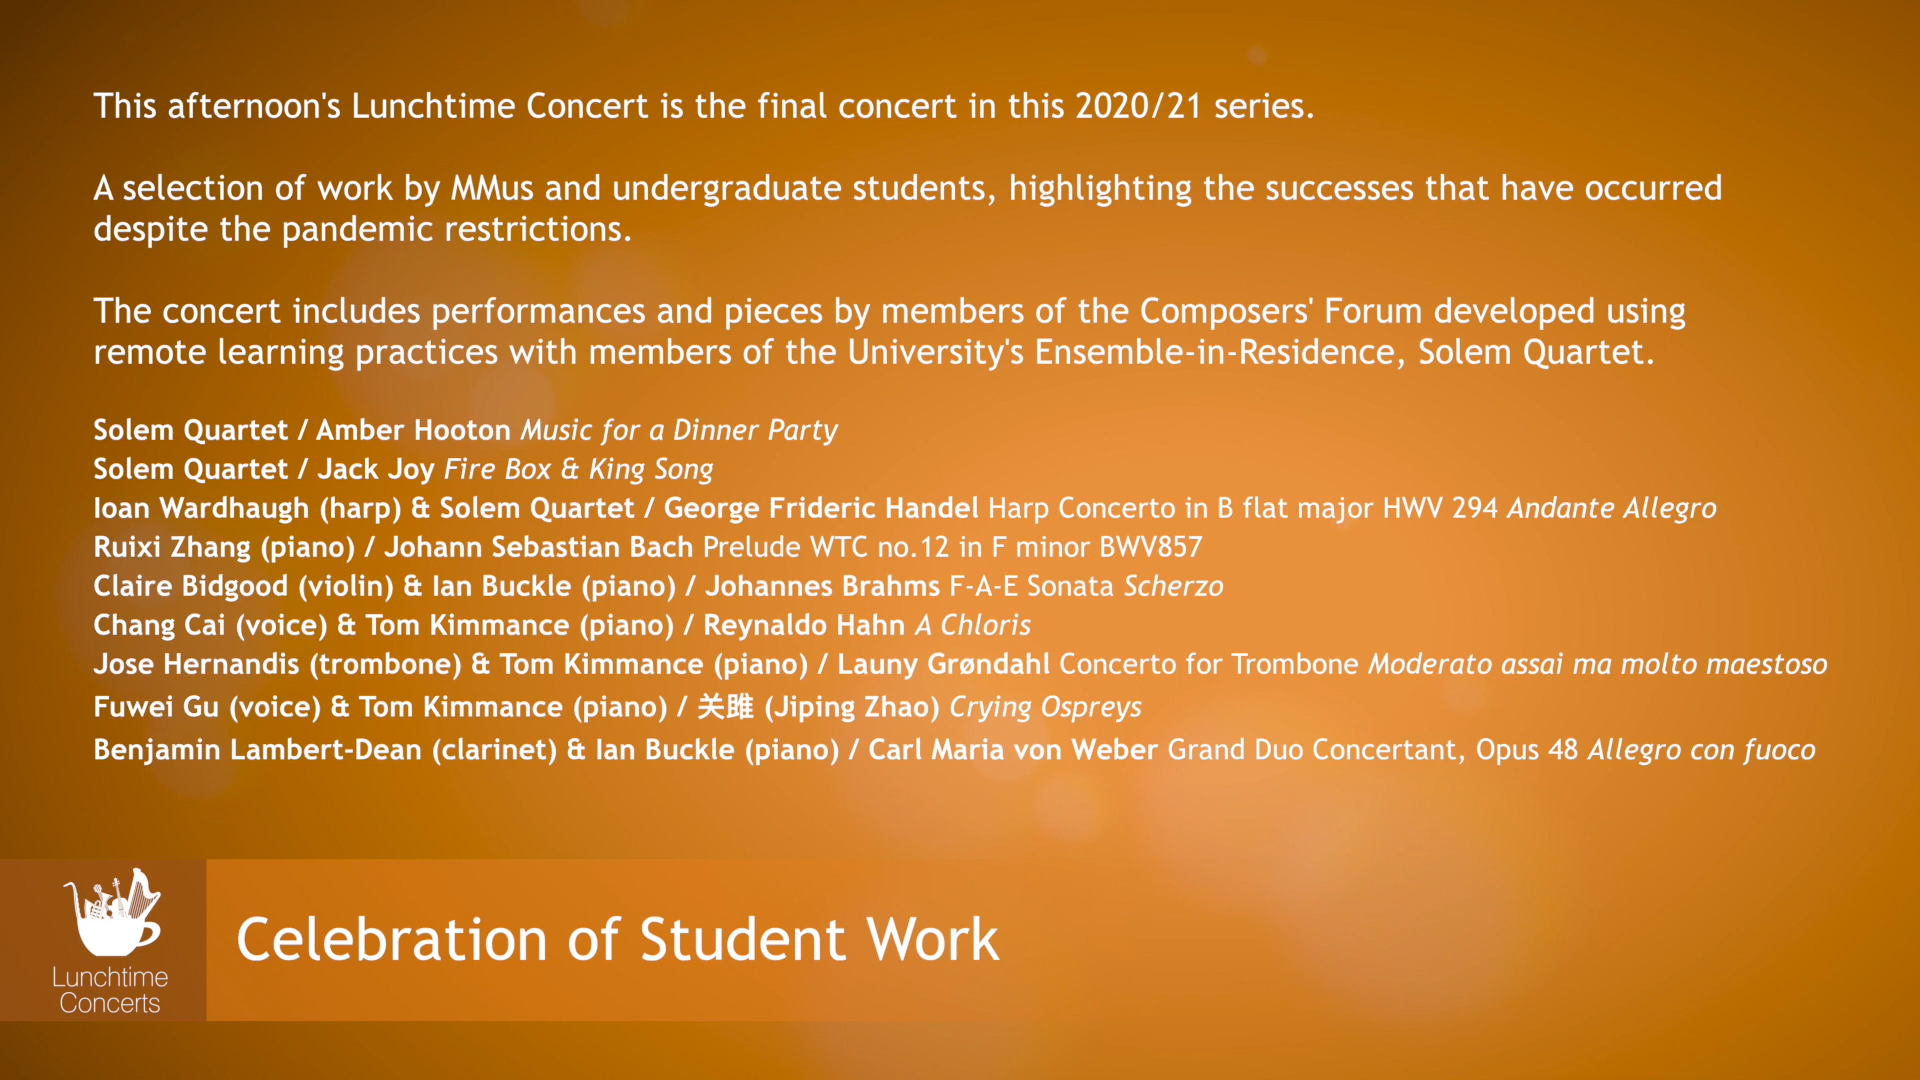 This afternoon's Lunchtime Concert is the final concert in this 2020/21 series.
A selection of work by MMus and undergraduate students, highlighting the successes that have occurred
despite the pandemic restrictions.
The concert includes performances and pieces by members of the Composers' Forum developed using
remote learning practices with members of the University's Ensemble-in-Residence, Solem Quartet.
Solem Quartet / Amber Hooton Music for a Dinner Party
Solem Quartet / Jack Joy Fire Box & King Song
Ioan Wardhaugh (harp) & Solem Quartet / George Frideric Handel Harp Concerto in B flat major HWV 294 Andante Allegro
Ruixi Zhang (piano) / Johann Sebastian Bach Prelude WTC no.12 in F minor BWV857
Claire Bidgood (violin) & Ian Buckle (piano) / Johannes Brahms F-A-E Sonata Scherzo
Chang Cai (voice) & Tom Kimmance (piano) / Reynaldo Hahn A Chloris
Jose Hernandis (trombone) & Tom Kimmance (piano) / Launy Grøndahl Concerto for Trombone Moderato assai ma molto maestoso
Fuwei Gu (voice) & Tom Kimmance (piano) / 关雎 (Jiping Zhao) Crying Ospreys
Benjamin Lambert-Dean (clarinet) & Ian Buckle (piano) / Carl Maria von Weber Grand Duo Concertant, Opus 48 Allegro con fuoco
Celebration of Student Work
Lunchtime
Concerts